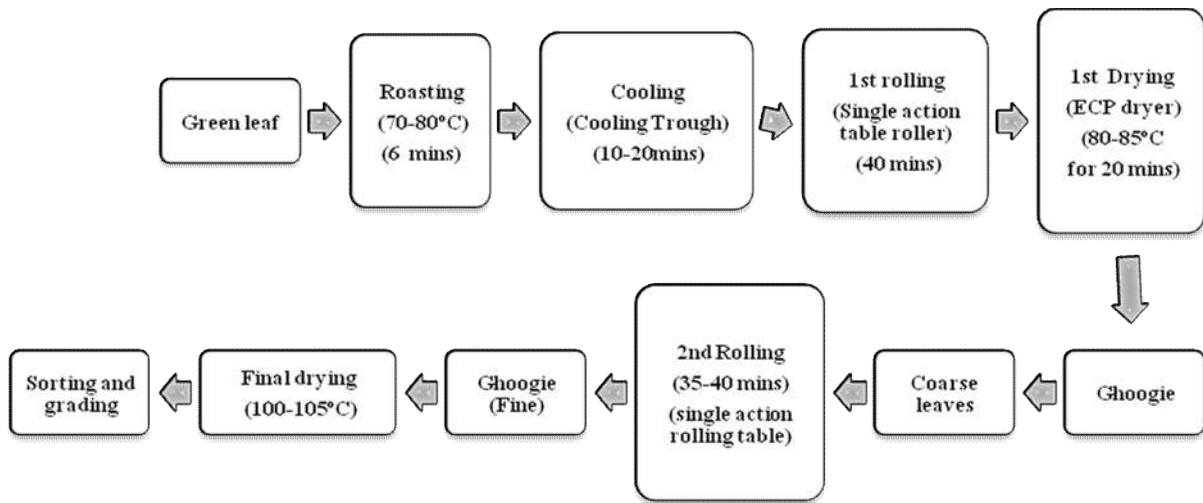 Green leaf
Roasting
(70-80°C)
(6 mins)
Cooling
(Cooling Trough)
(10-20mins)
1st rolling
(Single action
table roller)
(40 mins)
1st Drying
(ECP dryer)
(80-85°C
for 20 mins)
Ghoogie
Coarse
leaves
2nd Rolling
(35-40 mins)
(single action
rolling table)
Ghoogie
(Fine)
Final drying
(100-105°C)
Sorting and
grading